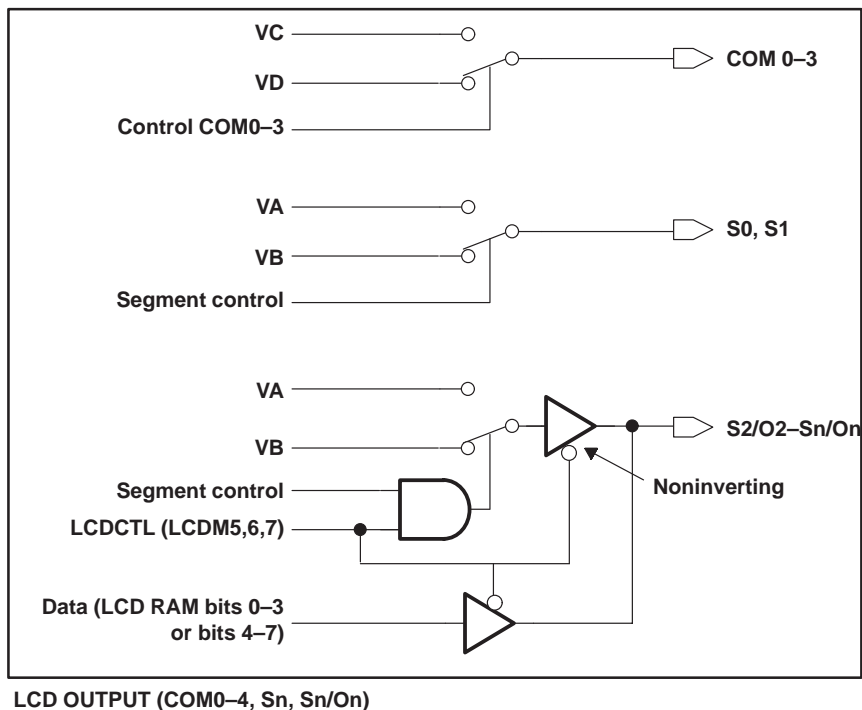 VC
COM 0–3
VD
Control COM0–3
VA
S0, S1
VB
Segment control
VA
S2/O2–Sn/On
VB
Segment control
Noninverting
LCDCTL (LCDM5,6,7)
Data (LCD RAM bits 0–3
or bits 4–7)
LCD OUTPUT (COM0–4, Sn, Sn/On)